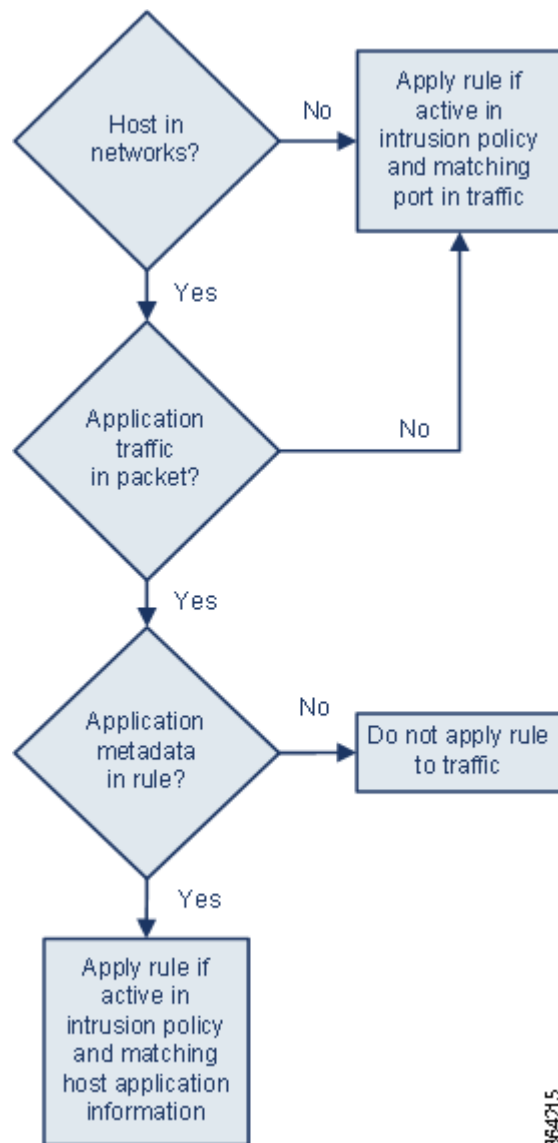 Host in
networks?
No
Apply rule if
active in
intrusion policy
and matching
port in traffic
Yes
Application
traffic
in packet?
No
Yes
Application
metadata
in rule?
No
Do not apply rule
to traffic
Yes
Apply rule if
active in
intrusion policy
and matching
host application
information
364215